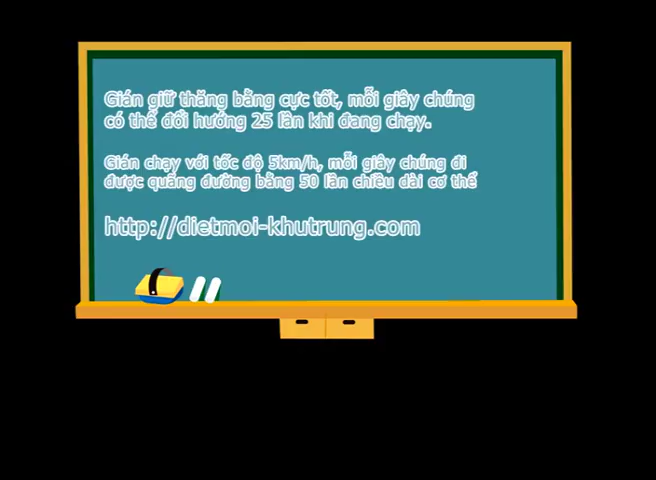 Gián giữ thăng bằng cực tốt, mỗi giây chúng
có thể đổi hướng 25 lần khi đang chạy.
Gián chạy với tốc độ 5km/h, mỗi giây chúng đi
được quãng đường bằng 50 lần chiều dài cơ thể
http://dietmoi-khutrung.com